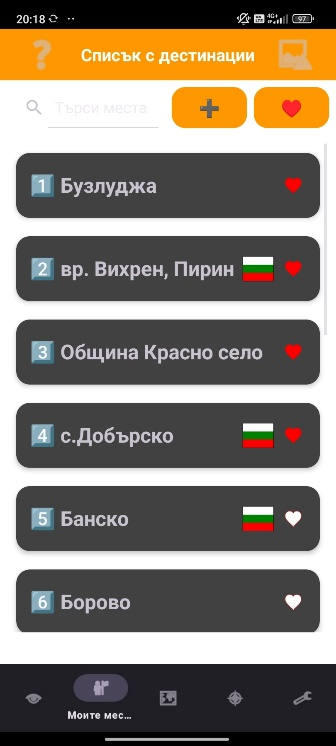 20:18 4G+ 97
Списък с дестинации
Търси места
1 Бузлуджа
2 вр. Вихрен, Пирин
3 Община Красно село
4 с.Добърско
5 Банско
6 Борово
Моите мес...